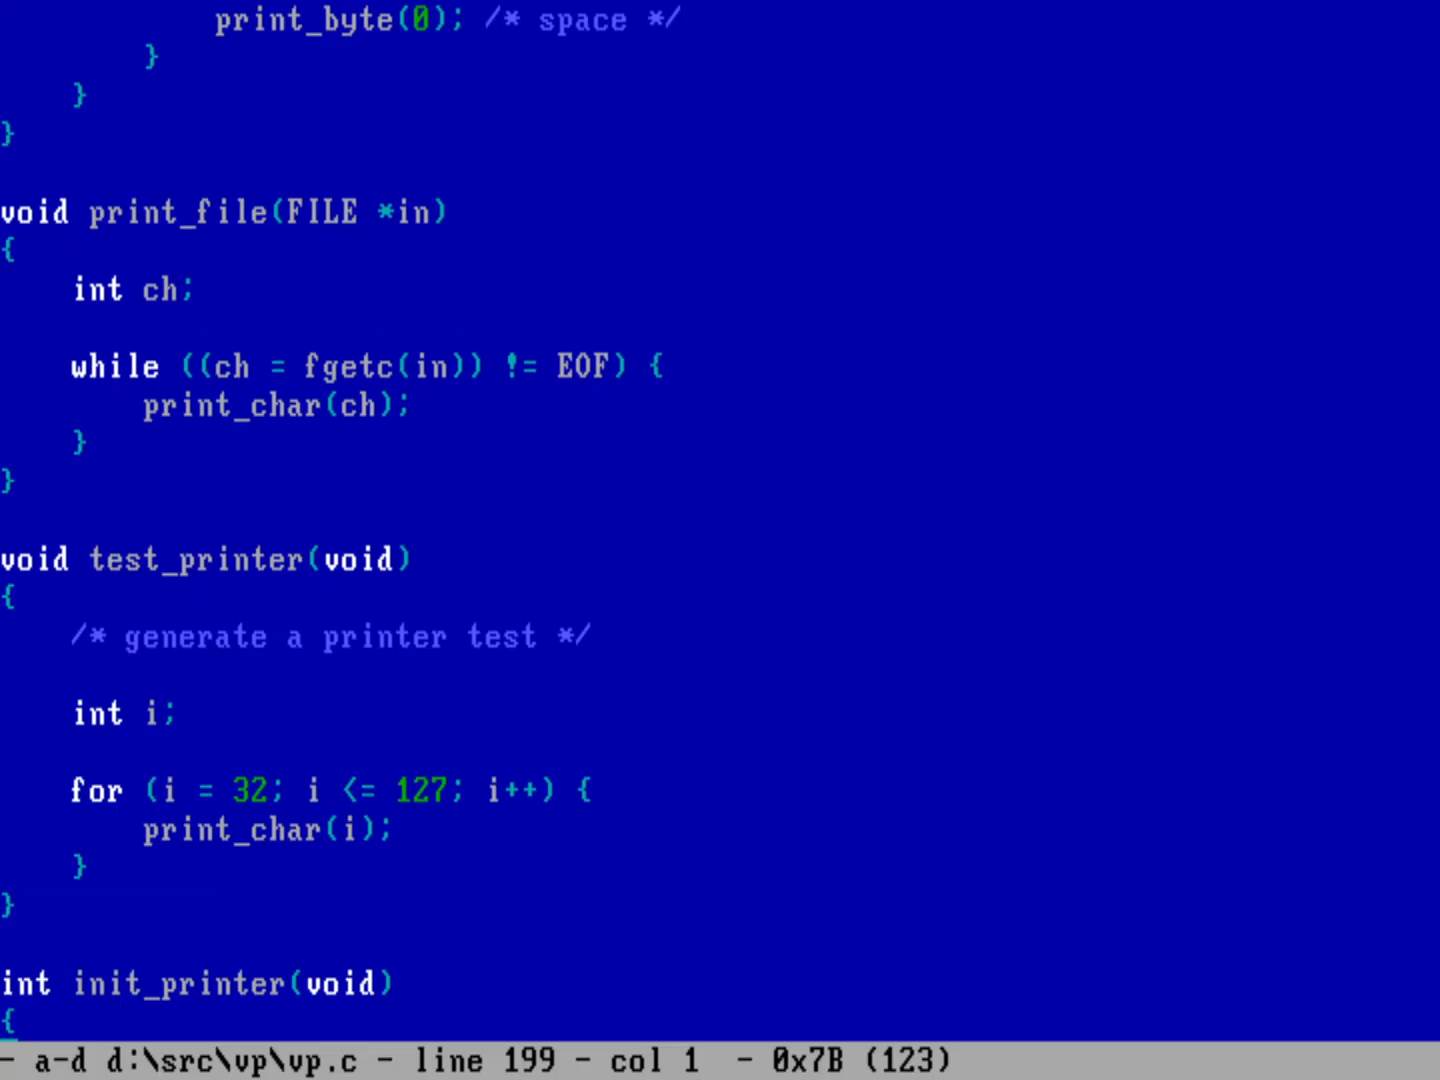 print_byte(0); /* space */
        }
    }
}
void print_file(FILE *in)
{
    int ch;
    while ((ch = fgetc(in)) != EOF) {
        print_char(ch);
    }
}
void test_printer(void)
{
    /* generate a printer test */
    int i;
    for (i = 32; i <= 127; i++) {
        print_char(i);
    }
}
int init_printer(void)
{
- a-d d:\src\vp\vp.c - line 199 - col 1  - 0x7B (123)